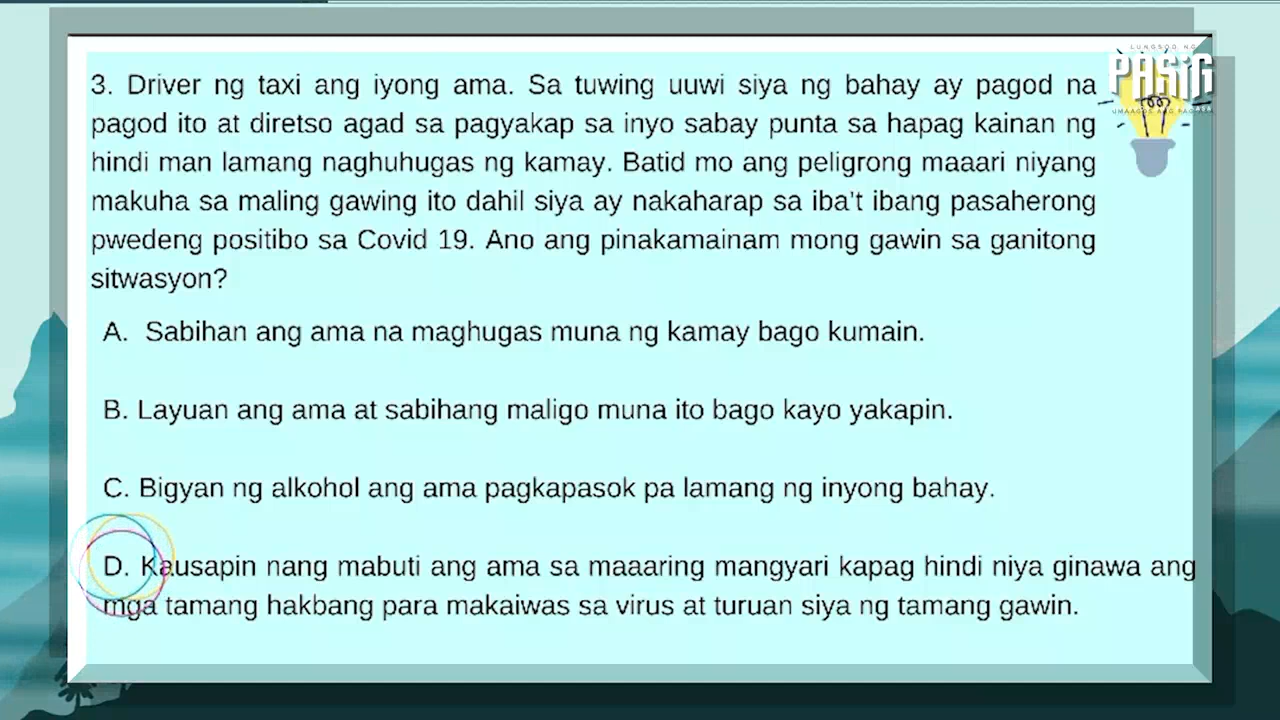 LUNGSOD NG
PASIG
3. Driver ng taxi ang iyong ama. Sa tuwing uuwi siya ng bahay ay pagod na
pagod ito at diretso agad sa pagyakap sa inyo sabay punta sa hapag kainan ng
hindi man lamang naghuhugas ng kamay. Batid mo ang peligrong maaari niyang
makuha sa maling gawing ito dahil siya ay nakaharap sa iba't ibang pasaherong
pwedeng positibo sa Covid 19. Ano ang pinakamainam mong gawin sa ganitong
sitwasyon?
A. Sabihan ang ama na maghugas muna ng kamay bago kumain.
B. Layuan ang ama at sabihang maligo muna ito bago kayo yakapin.
C. Bigyan ng alkohol ang ama pagkapasok pa lamang ng inyong bahay.
D. Kausapin nang mabuti ang ama sa maaaring mangyari kapag hindi niya ginawa ang
mga tamang hakbang para makaiwas sa virus at turuan siya ng tamang gawin.